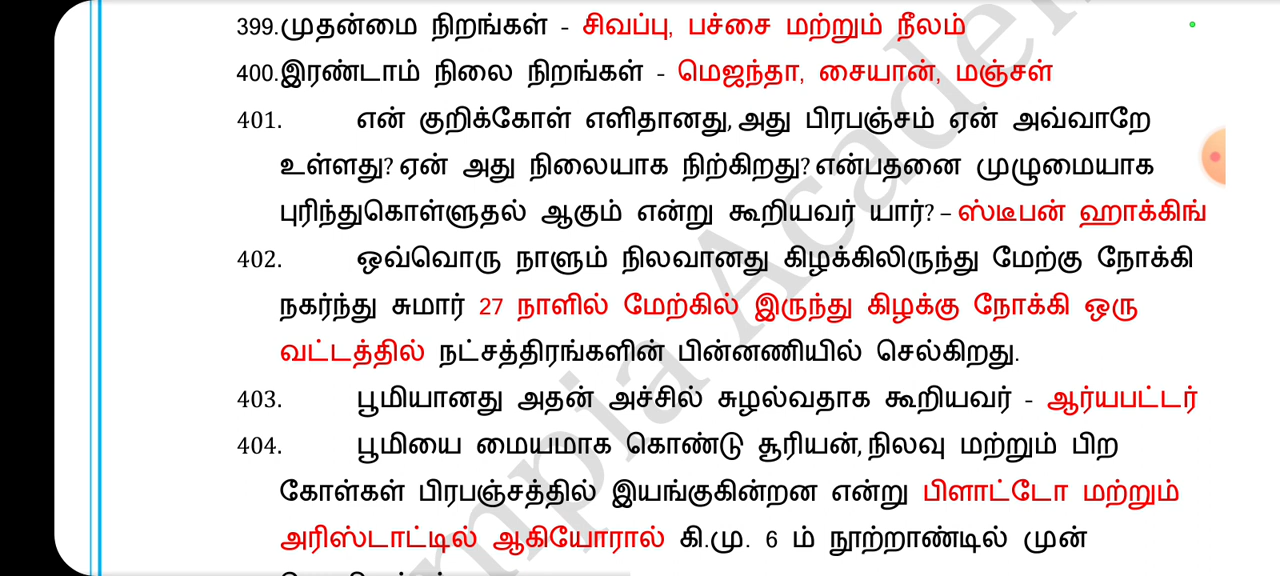 399.முதன்மை நிறங்கள் - சிவப்பு, பச்சை மற்றும் நீலம்
400.இரண்டாம் நிலை நிறங்கள் - மெஜந்தா, சையான், மஞ்சள்
401. என் குறிக்கோள் எளிதானது, அது பிரபஞ்சம் ஏன் அவ்வாறே
உள்ளது? ஏன் அது நிலையாக நிற்கிறது? என்பதனை முழுமையாக
புரிந்துகொள்ளுதல் ஆகும் என்று கூறியவர் யார்? – ஸ்டீபன் ஹாக்கிங்
402. ஒவ்வொரு நாளும் நிலவானது கிழக்கிலிருந்து மேற்கு நோக்கி
நகர்ந்து சுமார் 27 நாளில் மேற்கில் இருந்து கிழக்கு நோக்கி ஒரு
வட்டத்தில் நட்சத்திரங்களின் பின்னணியில் செல்கிறது.
403. பூமியானது அதன் அச்சில் சுழல்வதாக கூறியவர் - ஆர்யபட்டர்
404. பூமியை மையமாக கொண்டு சூரியன், நிலவு மற்றும் பிற
கோள்கள் பிரபஞ்சத்தில் இயங்குகின்றன என்று பிளாட்டோ மற்றும்
அரிஸ்டாட்டில் ஆகியோரால் கி.மு. 6 ம் நூற்றாண்டில் முன்